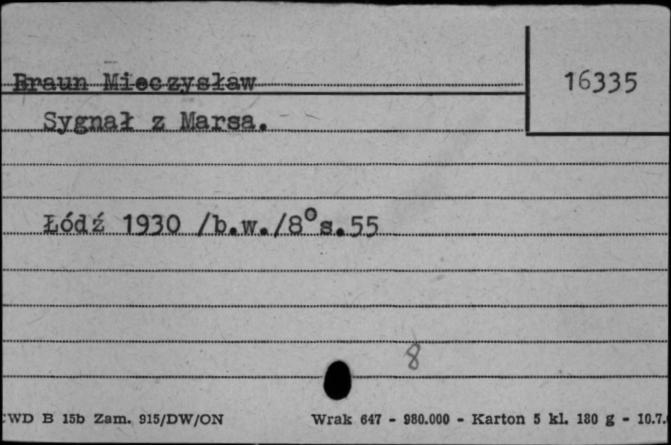 Braun Mieczysław
16335
Sygnał z Marsa.
Łódź 1930 /b.w./8° s.55
8
WD B 15b Zam. 915/DW/ON Wrak 647 - 980.000 - Karton 5 kl. 180 g - 10.7.